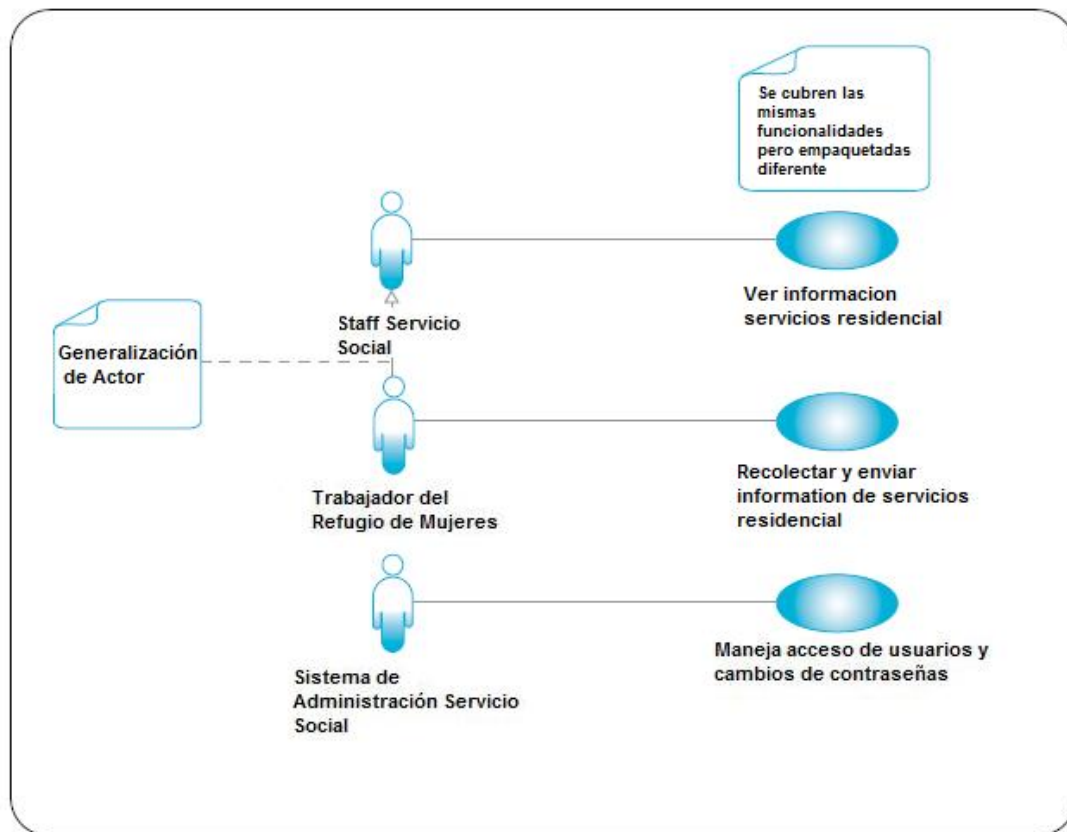 Se cubren las
mismas
funcionalidades
pero empaquetadas
diferente
Ver informacion
servicios residencial
Staff Servicio
Social
Generalización
de Actor
Trabajador del
Refugio de Mujeres
Recolectar y enviar
information de servicios
residencial
Sistema de
Administración Servicio
Social
Maneja acceso de usuarios y
cambios de contraseñas